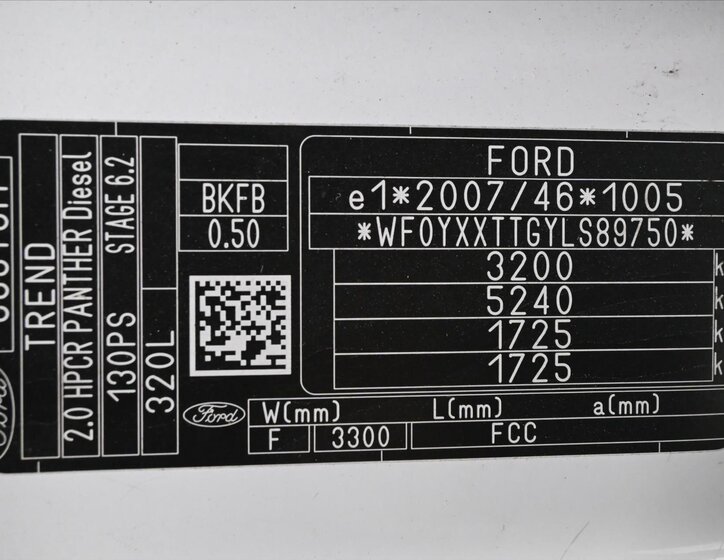 TREND
2.0 HPCR PANTHER Diesel
130PS STAGE 6.2
320L
BKFB
0.50
FORD
e1*2007/46*1005
*WF0YXXTTGYLS89750*
3200 k
5240 k
1725 k
1725 k
Ford
W(mm) L(mm) a(mm)
F 3300 FCC
Ford